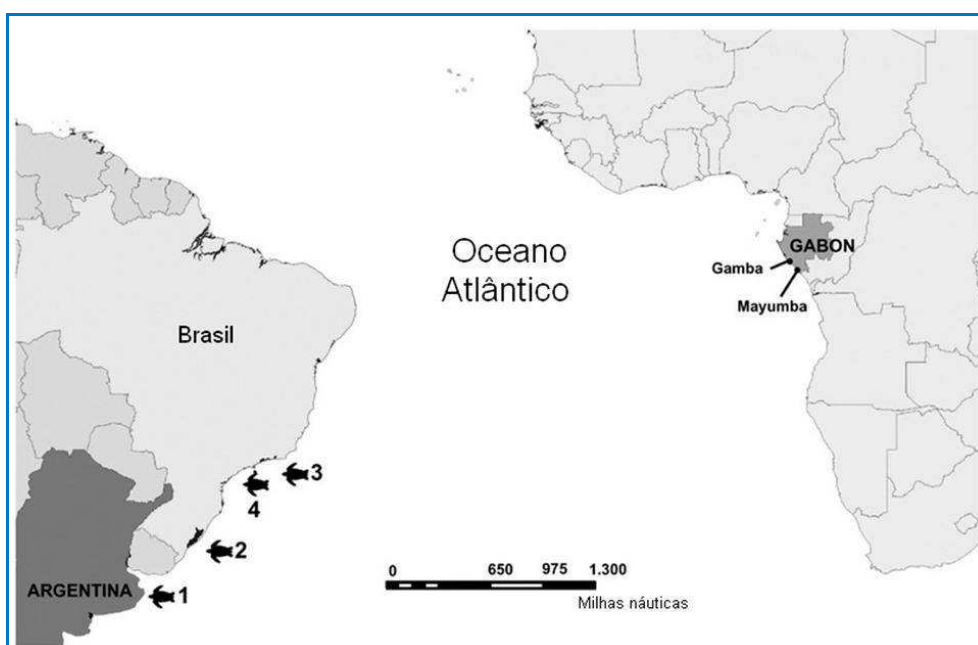 GABON
Oceano
Atlântico
Gamba
Mayumba
Brasil
3
4
2
ARGENTINA
1
0 650 975 1.300
Milhas náuticas